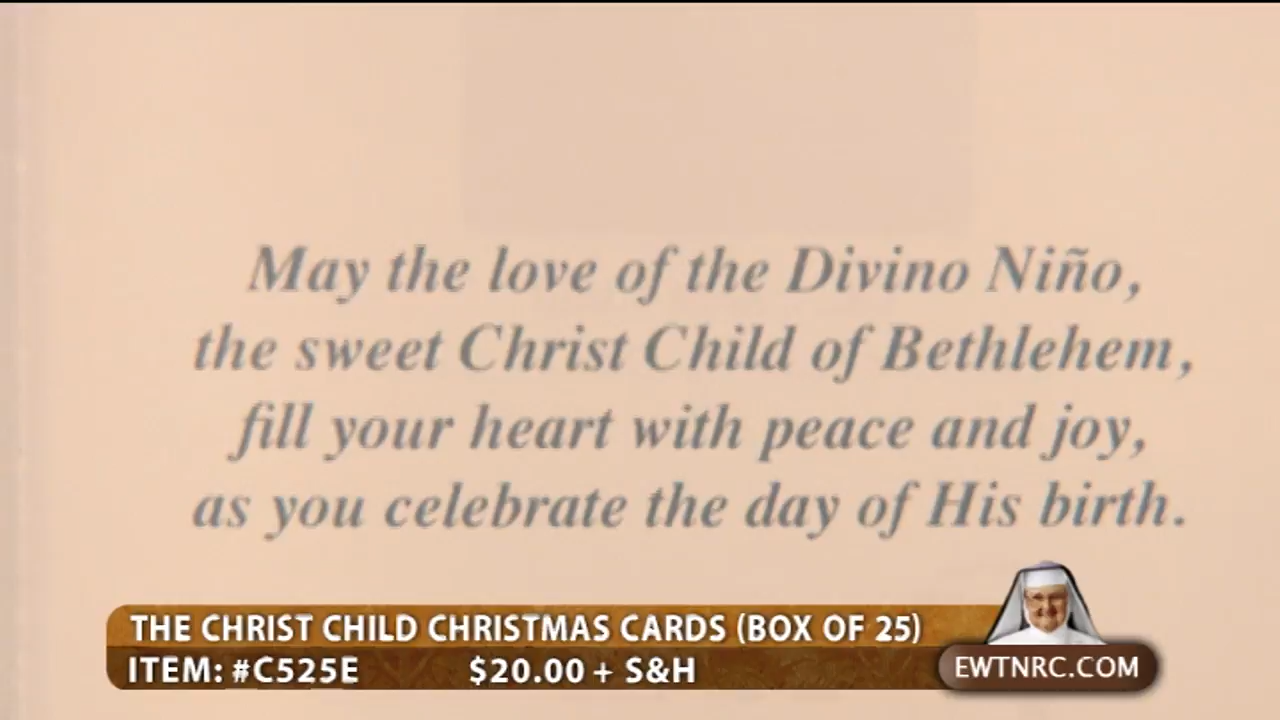 May the love of the Divino Niño,
the sweet Christ Child of Bethlehem,
fill your heart with peace and joy,
as you celebrate the day of His birth.
THE CHRIST CHILD CHRISTMAS CARDS (BOX OF 25)
ITEM: #C525E $20.00 + S&H
EWTNRC.COM